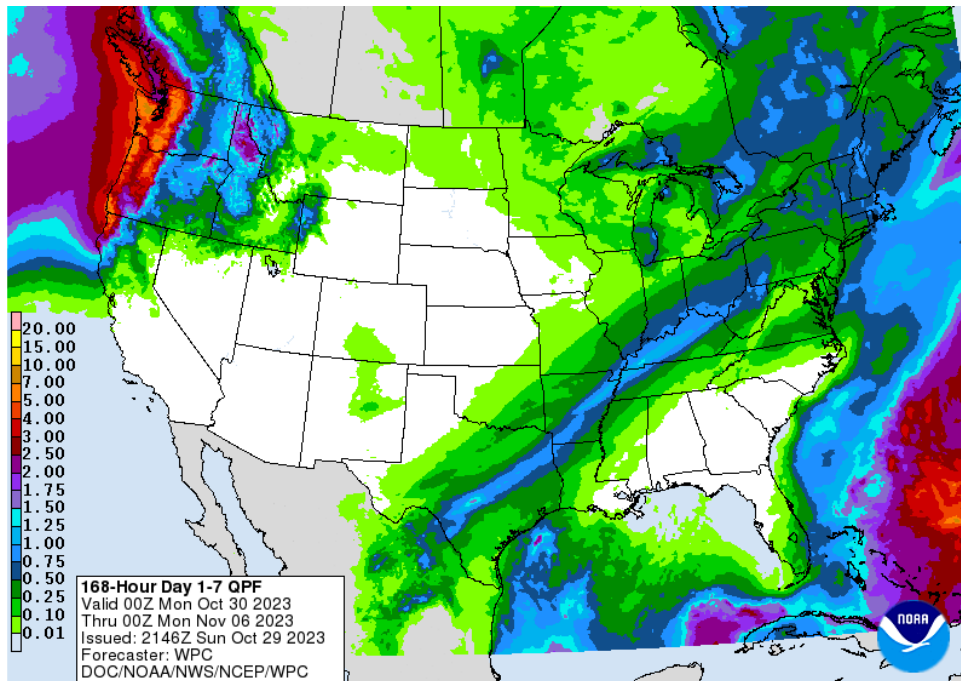 20.00
15.00
10.00
7.00
5.00
4.00
3.00
2.50
2.00
1.75
1.50
1.25
1.00
0.75
0.50
0.25
0.10
0.01
168-Hour Day 1-7 QPF
Valid 00Z Mon Oct 30 2023
Thru 00Z Mon Nov 06 2023
Issued: 2146Z Sun Oct 29 2023
Forecaster: WPC
DOC/NOAA/NWS/NCEP/WPC
NOAA